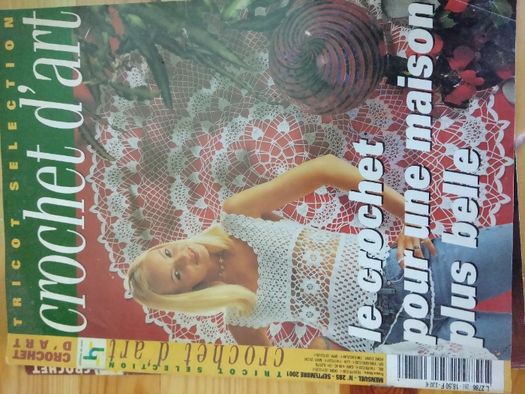 TRICOT SELECTION
crochet d'art
le crochet
pour une maison
plus belle
CROCHET
D'ART
TRICOT SELECTION
crochet d'art
MENSUEL - N° 285 - SEPTEMBRE 2001
CROCHET